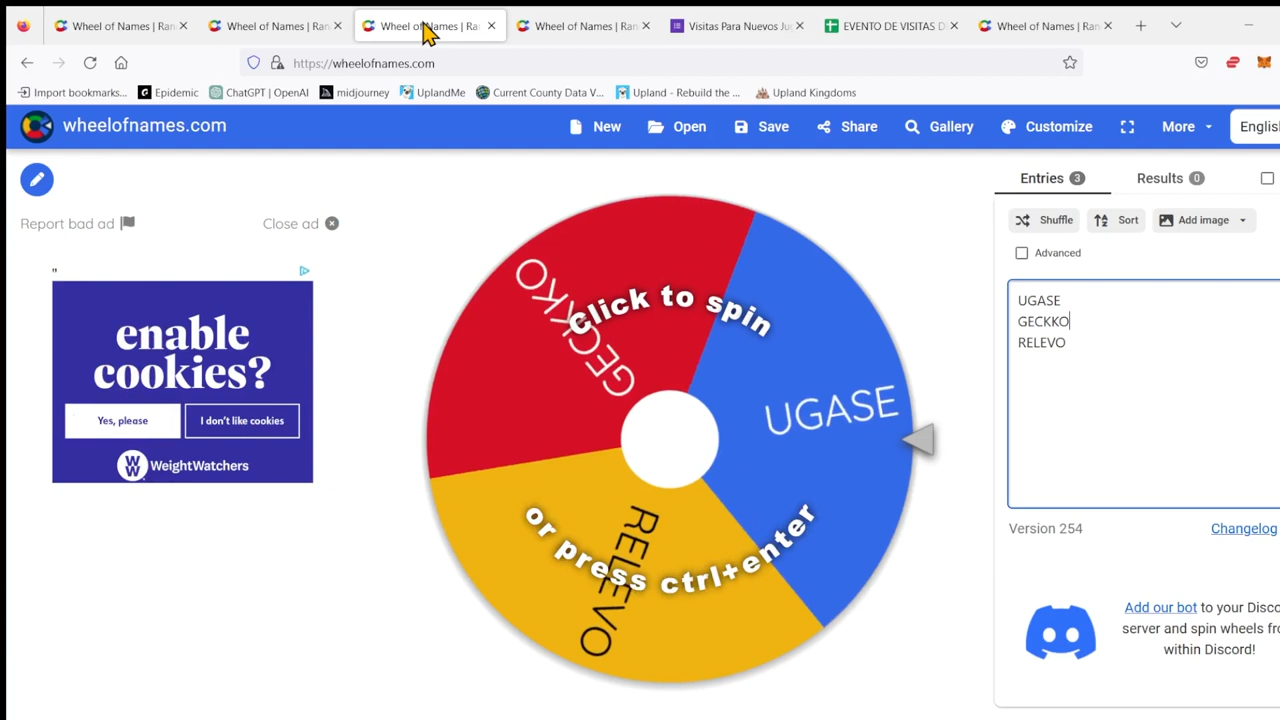 Wheel of Names | Ran
Wheel of Names | Ran
Wheel of Names | Ran
Wheel of Names | Ran
Visitas Para Nuevos Ju
EVENTO DE VISITAS D
Wheel of Names | Ran
https://wheelofnames.com
Import bookmarks...
Epidemic
ChatGPT | OpenAI
midjourney
UplandMe
Current County Data V...
Upland - Rebuild the ...
Upland Kingdoms
wheelofnames.com
New
Open
Save
Share
Gallery
Customize
More
English
Report bad ad
Close ad
enable
cookies?
Yes, please
I don't like cookies
WW
WeightWatchers
GECKKO
UGASE
RELEVO
Click to spin
or press ctrl+enter
Entries 3
Results 0
Shuffle
Sort
Add image
Advanced
UGASE
GECKKO
RELEVO
Version 254
Changelog
Add our bot to your Disco
server and spin wheels fro
within Discord!